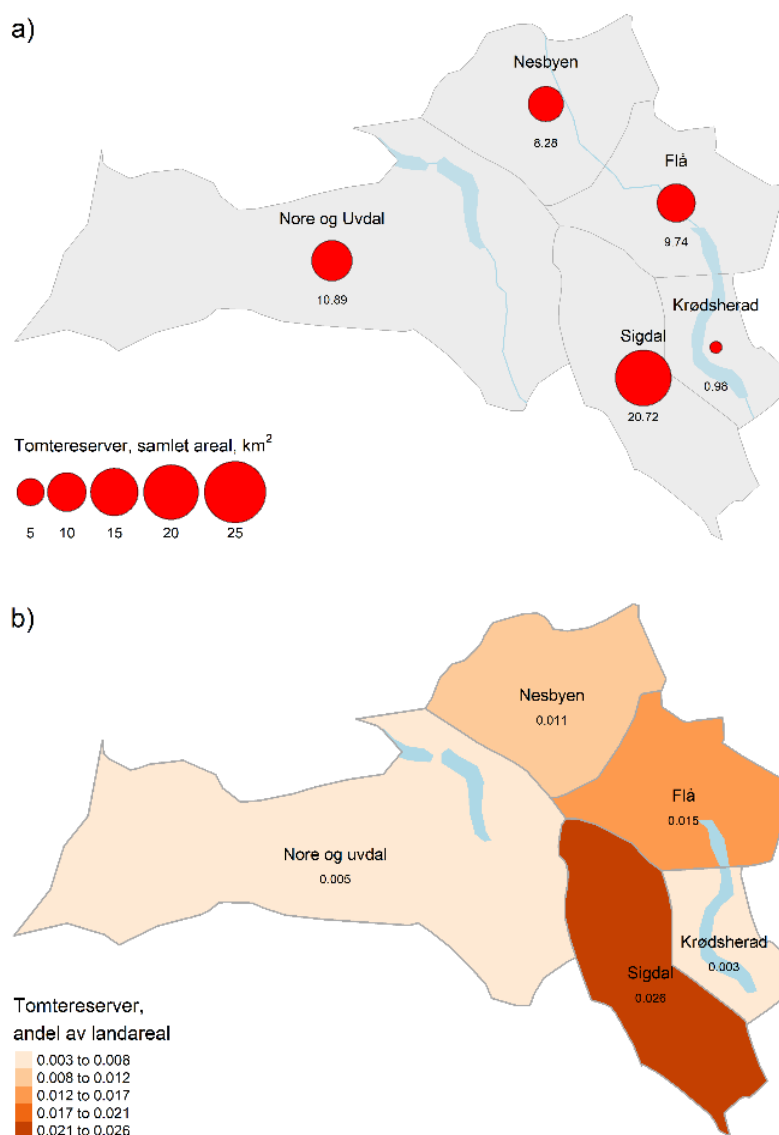 a)
Nesbyen
8.28
Flå
9.74
Nore og Uvdal
10.89
Krødsherad
0.98
Sigdal
20.72
Tomtereserver, samlet areal, km²
5 10 15 20 25
b)
Nesbyen
0.011
Flå
0.015
Nore og uvdal
0.005
Krødsherad
0.003
Sigdal
0.026
Tomtereserver,
andel av landareal
0.003 to 0.008
0.008 to 0.012
0.012 to 0.017
0.017 to 0.021
0.021 to 0.026